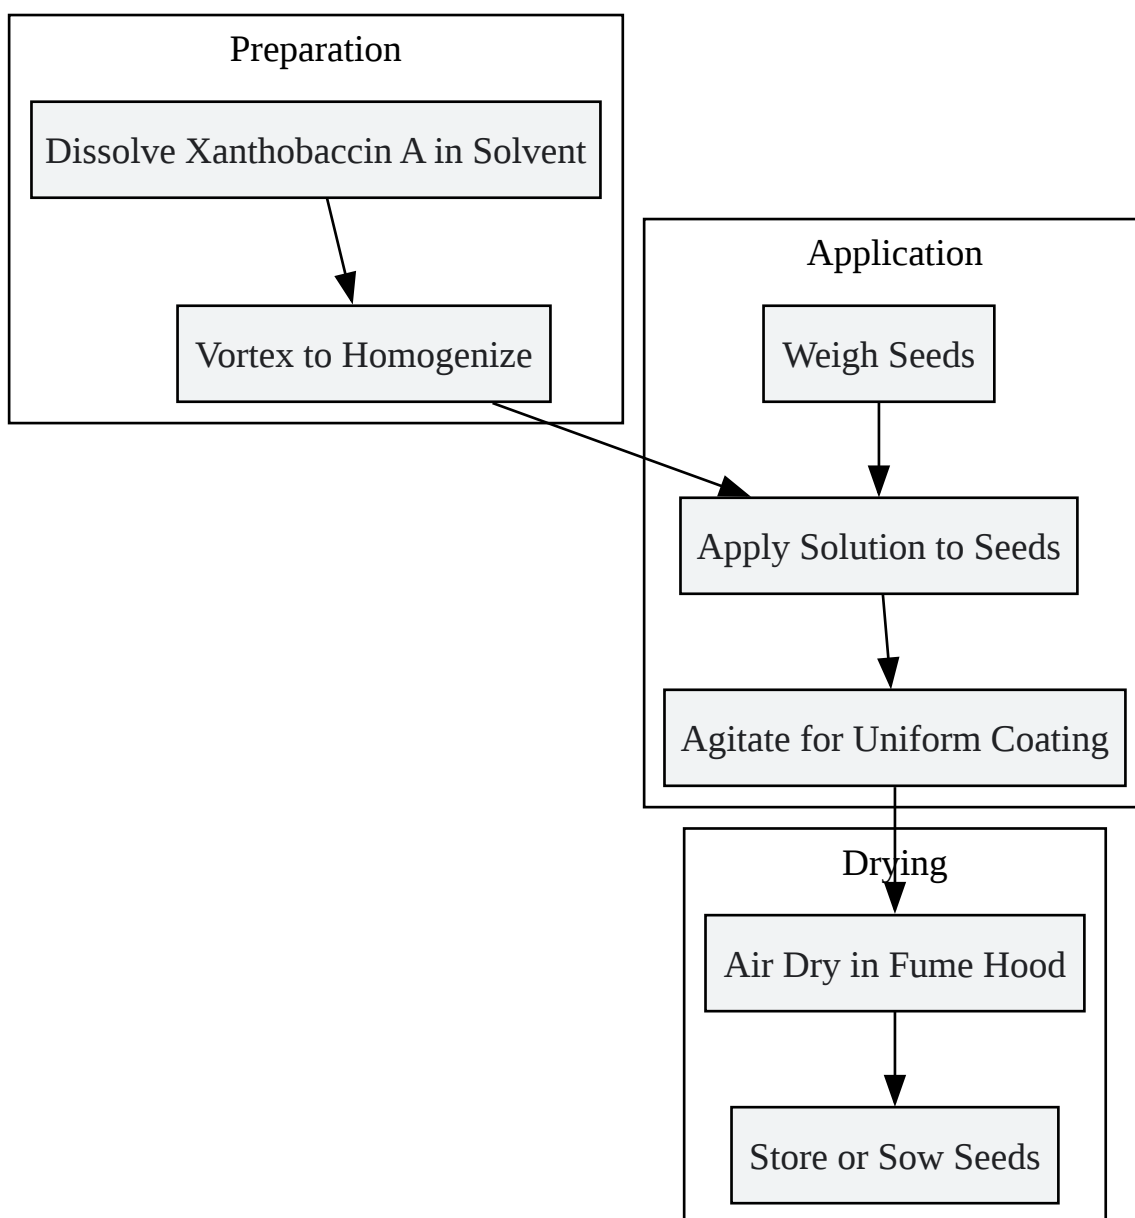 Preparation
Dissolve Xanthobaccin A in Solvent
Vortex to Homogenize
Application
Weigh Seeds
Apply Solution to Seeds
Agitate for Uniform Coating
Drying
Air Dry in Fume Hood
Store or Sow Seeds